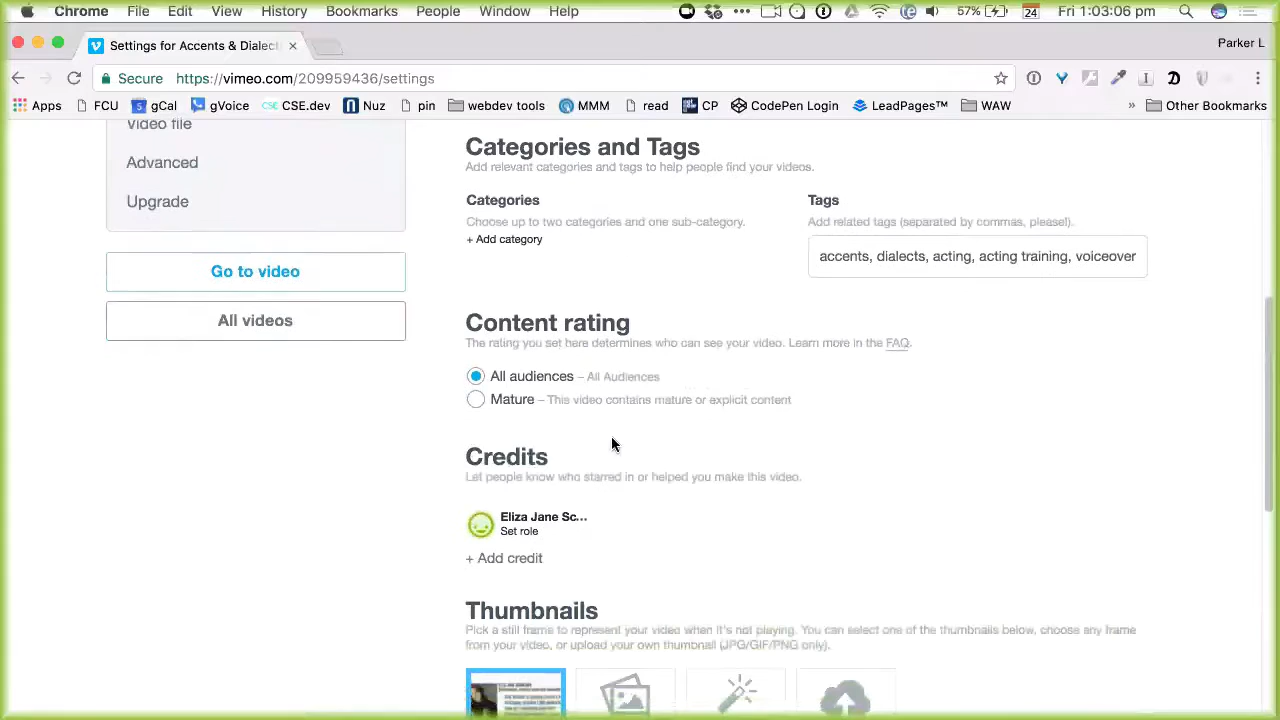 Chrome File Edit View History Bookmarks People Window Help 57% 24 Fri 1:03:06 pm
Settings for Accents & Dialect
Parker L
Secure https://vimeo.com/209959436/settings
Apps FCU gCal gVoice CSE.dev Nuz pin webdev tools MMM read CP CodePen Login LeadPages™ WAW » Other Bookmarks
Video file
Advanced
Upgrade
Go to video
All videos
Categories and Tags
Add relevant categories and tags to help people find your videos.
Categories
Choose up to two categories and one sub-category.
+ Add category
Tags
Add related tags (separated by commas, please!).
accents, dialects, acting, acting training, voiceover
Content rating
The rating you set here determines who can see your video. Learn more in the FAQ.
All audiences – All Audiences
Mature – This video contains mature or explicit content
Credits
Let people know who starred in or helped you make this video.
Eliza Jane Sc...
Set role
+ Add credit
Thumbnails
Pick a still frame to represent your video when it's not playing. You can select one of the thumbnails below, choose any frame
from your video, or upload your own thumbnail (JPG/GIF/PNG only).